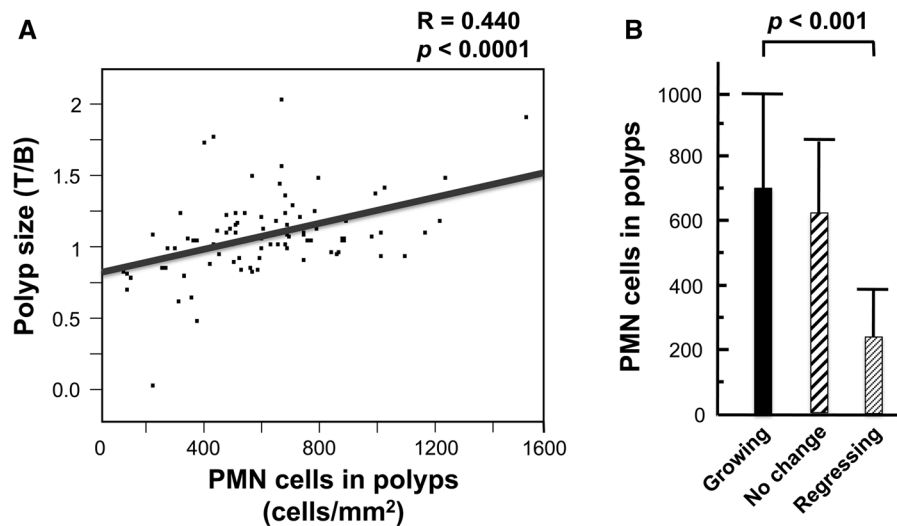 A
R = 0.440
p < 0.0001
Polyp size (T/B)
2
1.5
1
0.5
0.0
0
400
800
1200
1600
PMN cells in polyps
(cells/mm²)
B
p < 0.001
PMN cells in polyps
1000
800
600
400
200
0
Growing
No change
Regressing